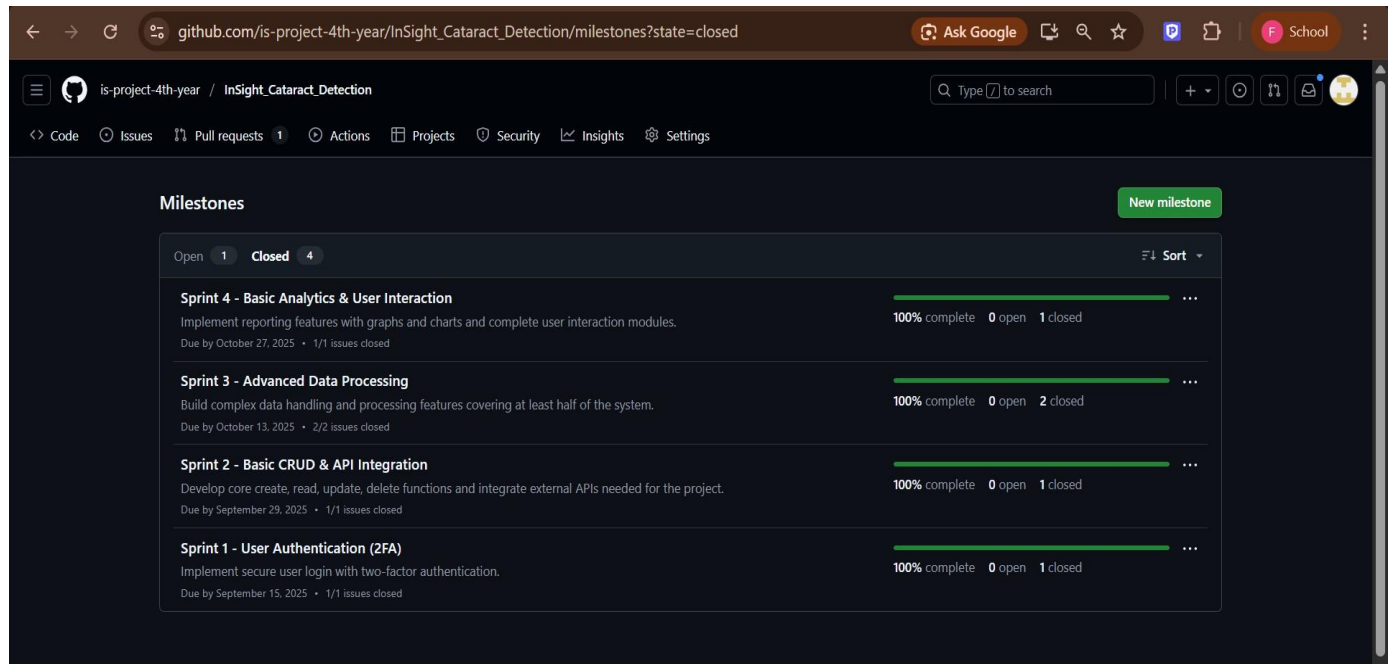 github.com/is-project-4th-year/InSight_Cataract_Detection/milestones?state=closed
Ask Google
F School
is-project-4th-year / InSight_Cataract_Detection
Type / to search
Code Issues Pull requests 1 Actions Projects Security Insights Settings
Milestones
New milestone
Open 1 Closed 4
Sort
Sprint 4 - Basic Analytics & User Interaction
Implement reporting features with graphs and charts and complete user interaction modules.
Due by October 27, 2025 • 1/1 issues closed
100% complete 0 open 1 closed
Sprint 3 - Advanced Data Processing
Build complex data handling and processing features covering at least half of the system.
Due by October 13, 2025 • 2/2 issues closed
100% complete 0 open 2 closed
Sprint 2 - Basic CRUD & API Integration
Develop core create, read, update, delete functions and integrate external APIs needed for the project.
Due by September 29, 2025 • 1/1 issues closed
100% complete 0 open 1 closed
Sprint 1 - User Authentication (2FA)
Implement secure user login with two-factor authentication.
Due by September 15, 2025 • 1/1 issues closed
100% complete 0 open 1 closed